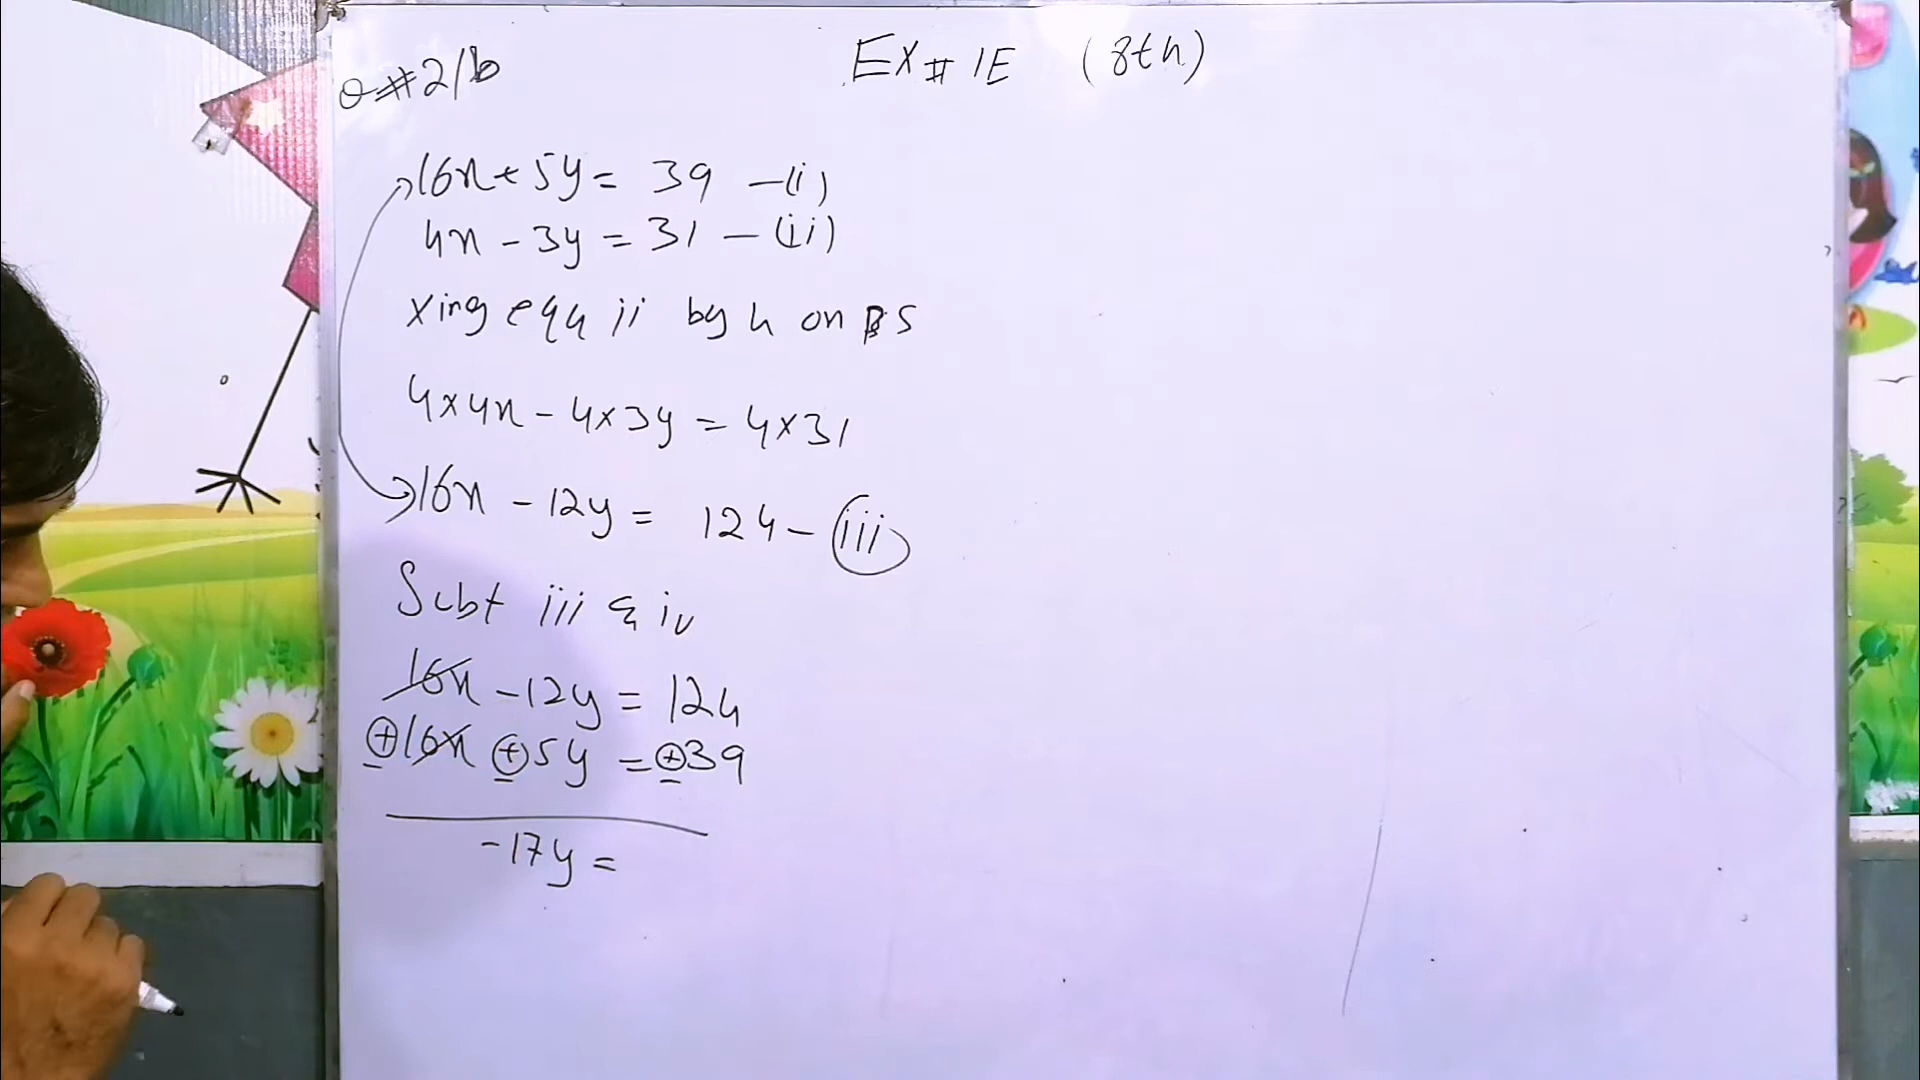 Q#2/b
Ex # 1E (8th)
16x + 5y = 39 - (i)
4x - 3y = 31 - (ii)
xing equ ii by 4 on BS
4x4x - 4x3y = 4x31
16x - 12y = 124 - (iii)
Subt iii & iv
16x - 12y = 124
+16x +5y = +39
-17y =